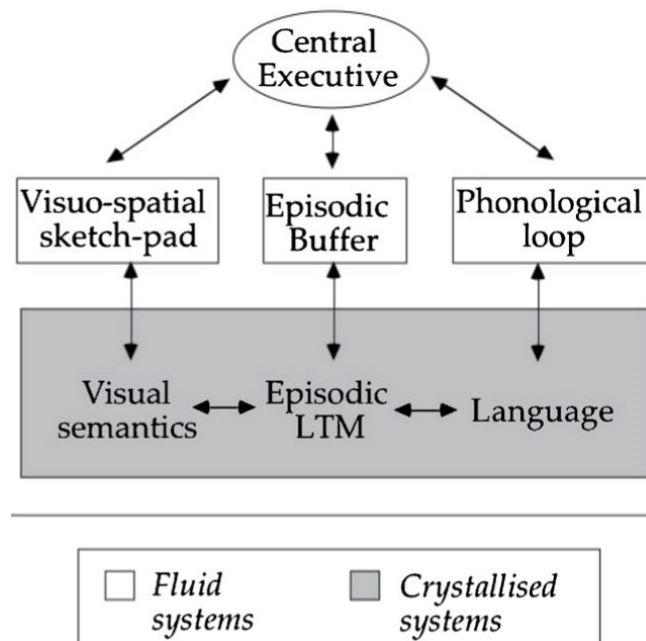 Central
Executive
Visuo-spatial
sketch-pad
Episodic
Buffer
Phonological
loop
Visual
semantics
Episodic
LTM
Language
Fluid
systems
Crystallised
systems